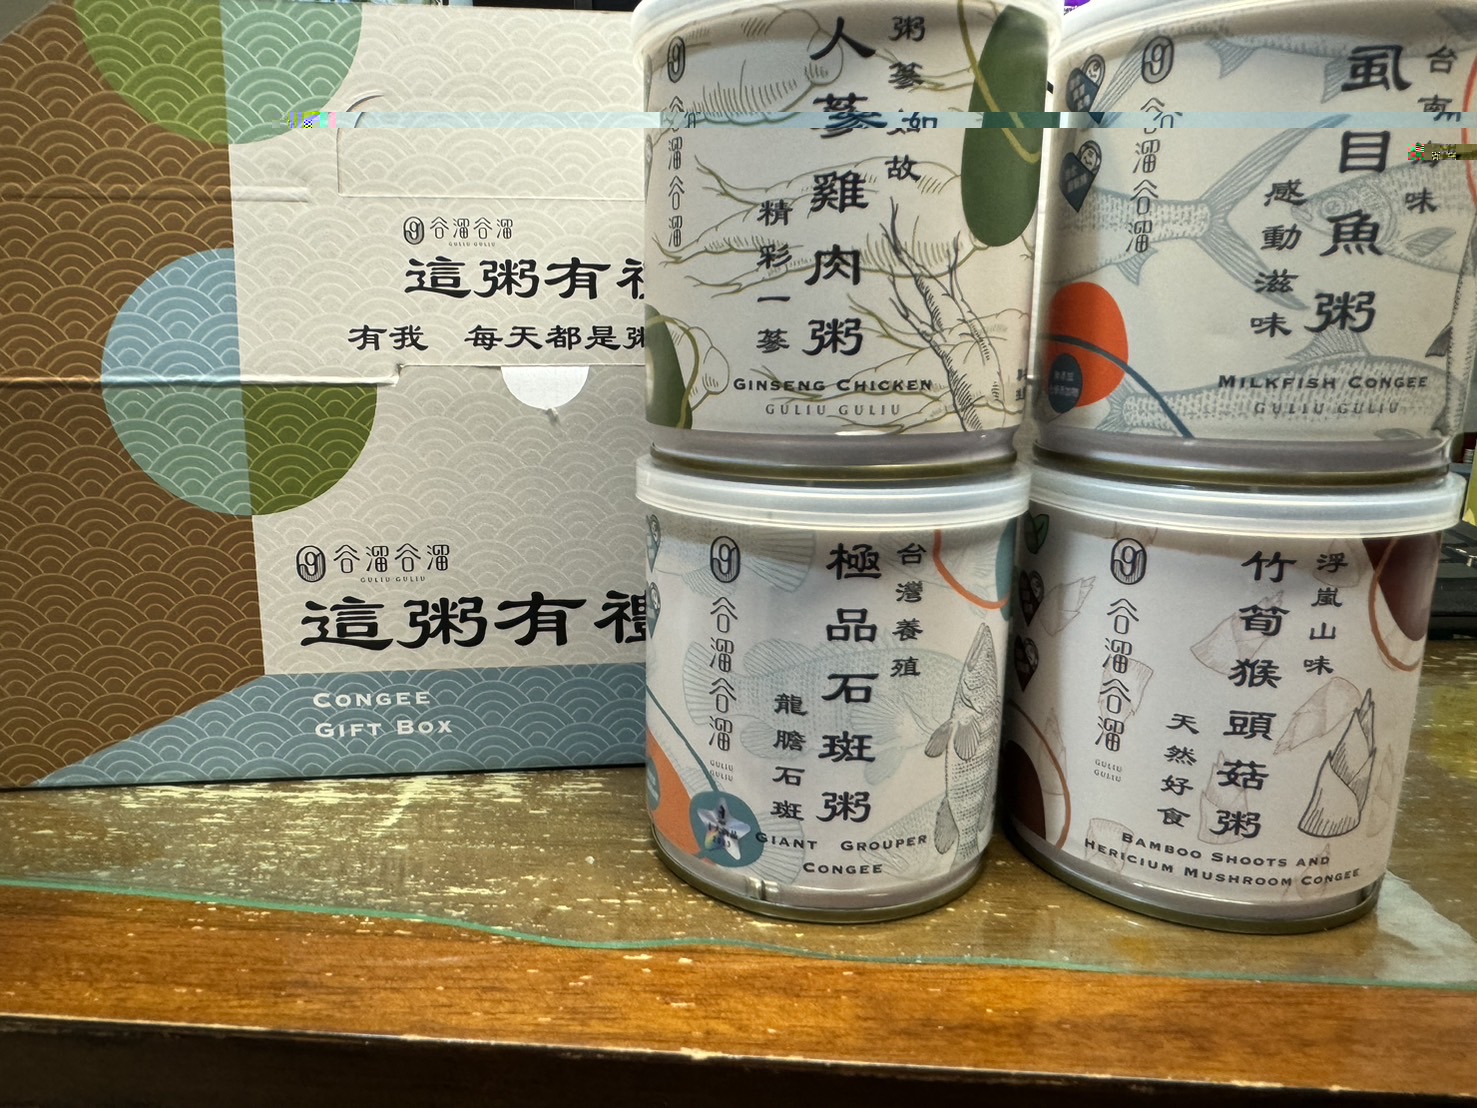 谷溜谷溜
GULIU GULIU
這粥有
有我 每天都是粥
谷溜谷溜
GULIU GULIU
這粥有禮
CONGEE
GIFT BOX
粥蔘如故
人蔘雞肉粥
精彩一蔘
谷溜谷溜
GINSENG CHICKEN
GULIU GULIU
台南海味
虱目魚粥
感動滋味
谷溜谷溜
MILKFISH CONGEE
GULIU GULIU
台灣養殖
極品石斑粥
龍膽石斑
谷溜谷溜
GULIU
GULIU
GIANT GROUPER
CONGEE
浮嵐山味
竹筍猴頭菇粥
天然好食
谷溜谷溜
GULIU
GULIU
BAMBOO SHOOTS AND
HERICIUM MUSHROOM CONGEE